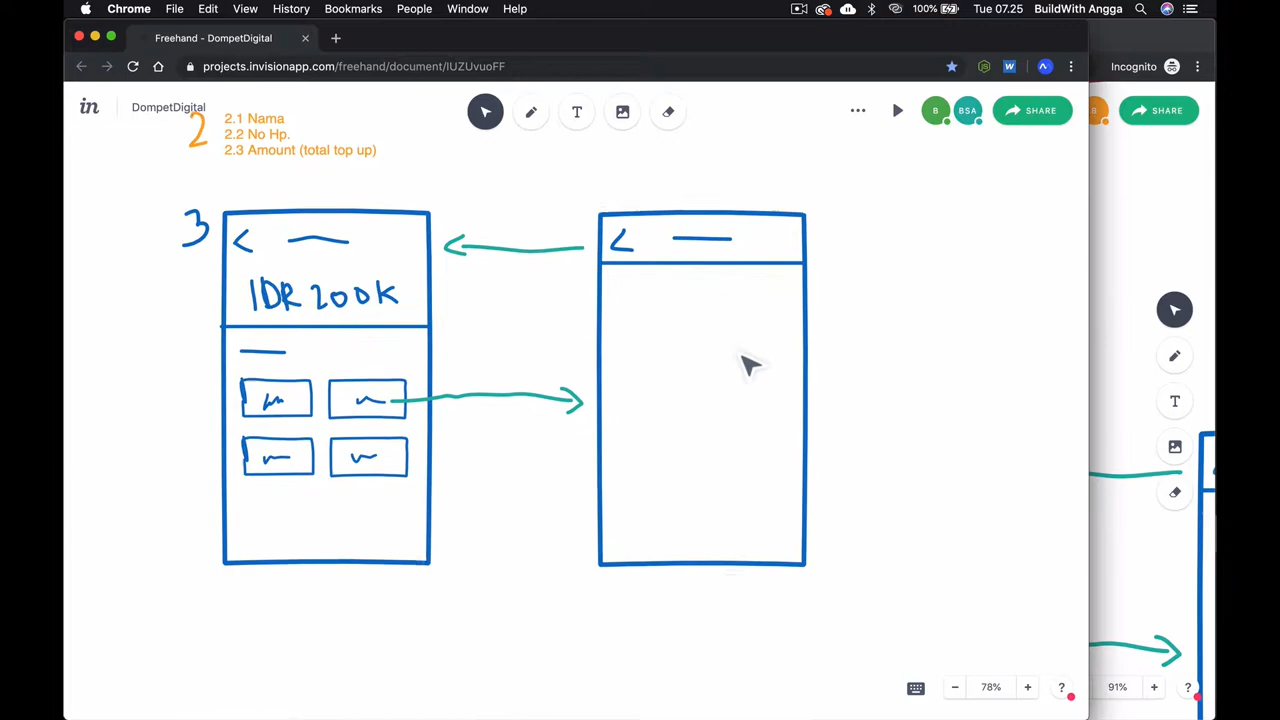 Chrome File Edit View History Bookmarks People Window Help 100% Tue 07.25 BuildWith Angga
Freehand - DompetDigital
projects.invisionapp.com/freehand/document/IUZUvuoFF
Incognito
in DompetDigital
T
B BSA SHARE
B SHARE
2
2.1 Nama
2.2 No Hp.
2.3 Amount (total top up)
3
IDR 200K
T
78% ?
91% ?